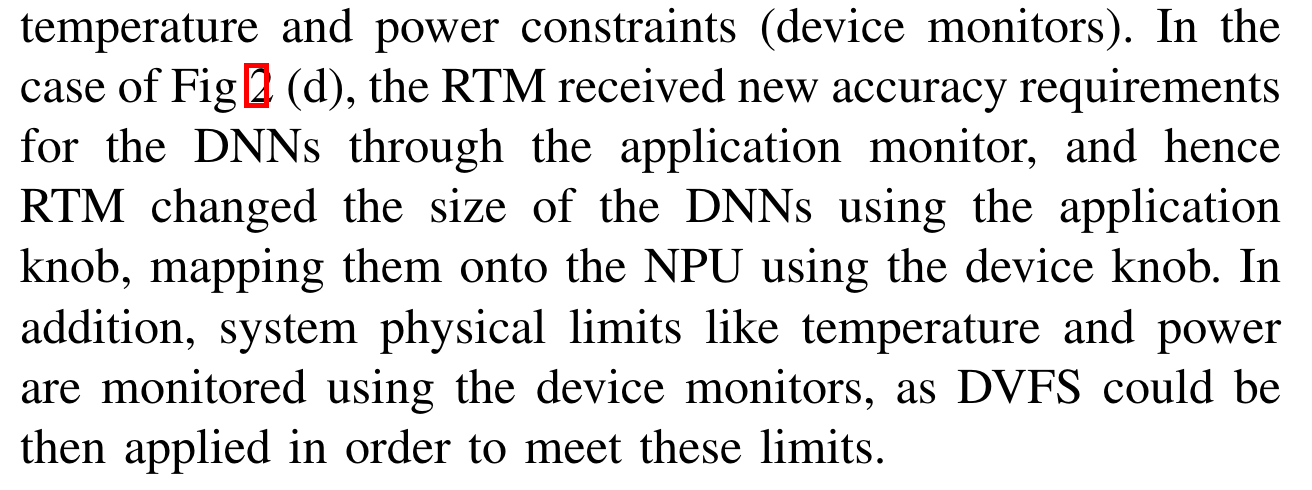 temperature and power constraints (device monitors). In the
case of Fig 2 (d), the RTM received new accuracy requirements
for the DNNs through the application monitor, and hence
RTM changed the size of the DNNs using the application
knob, mapping them onto the NPU using the device knob. In
addition, system physical limits like temperature and power
are monitored using the device monitors, as DVFS could be
then applied in order to meet these limits.